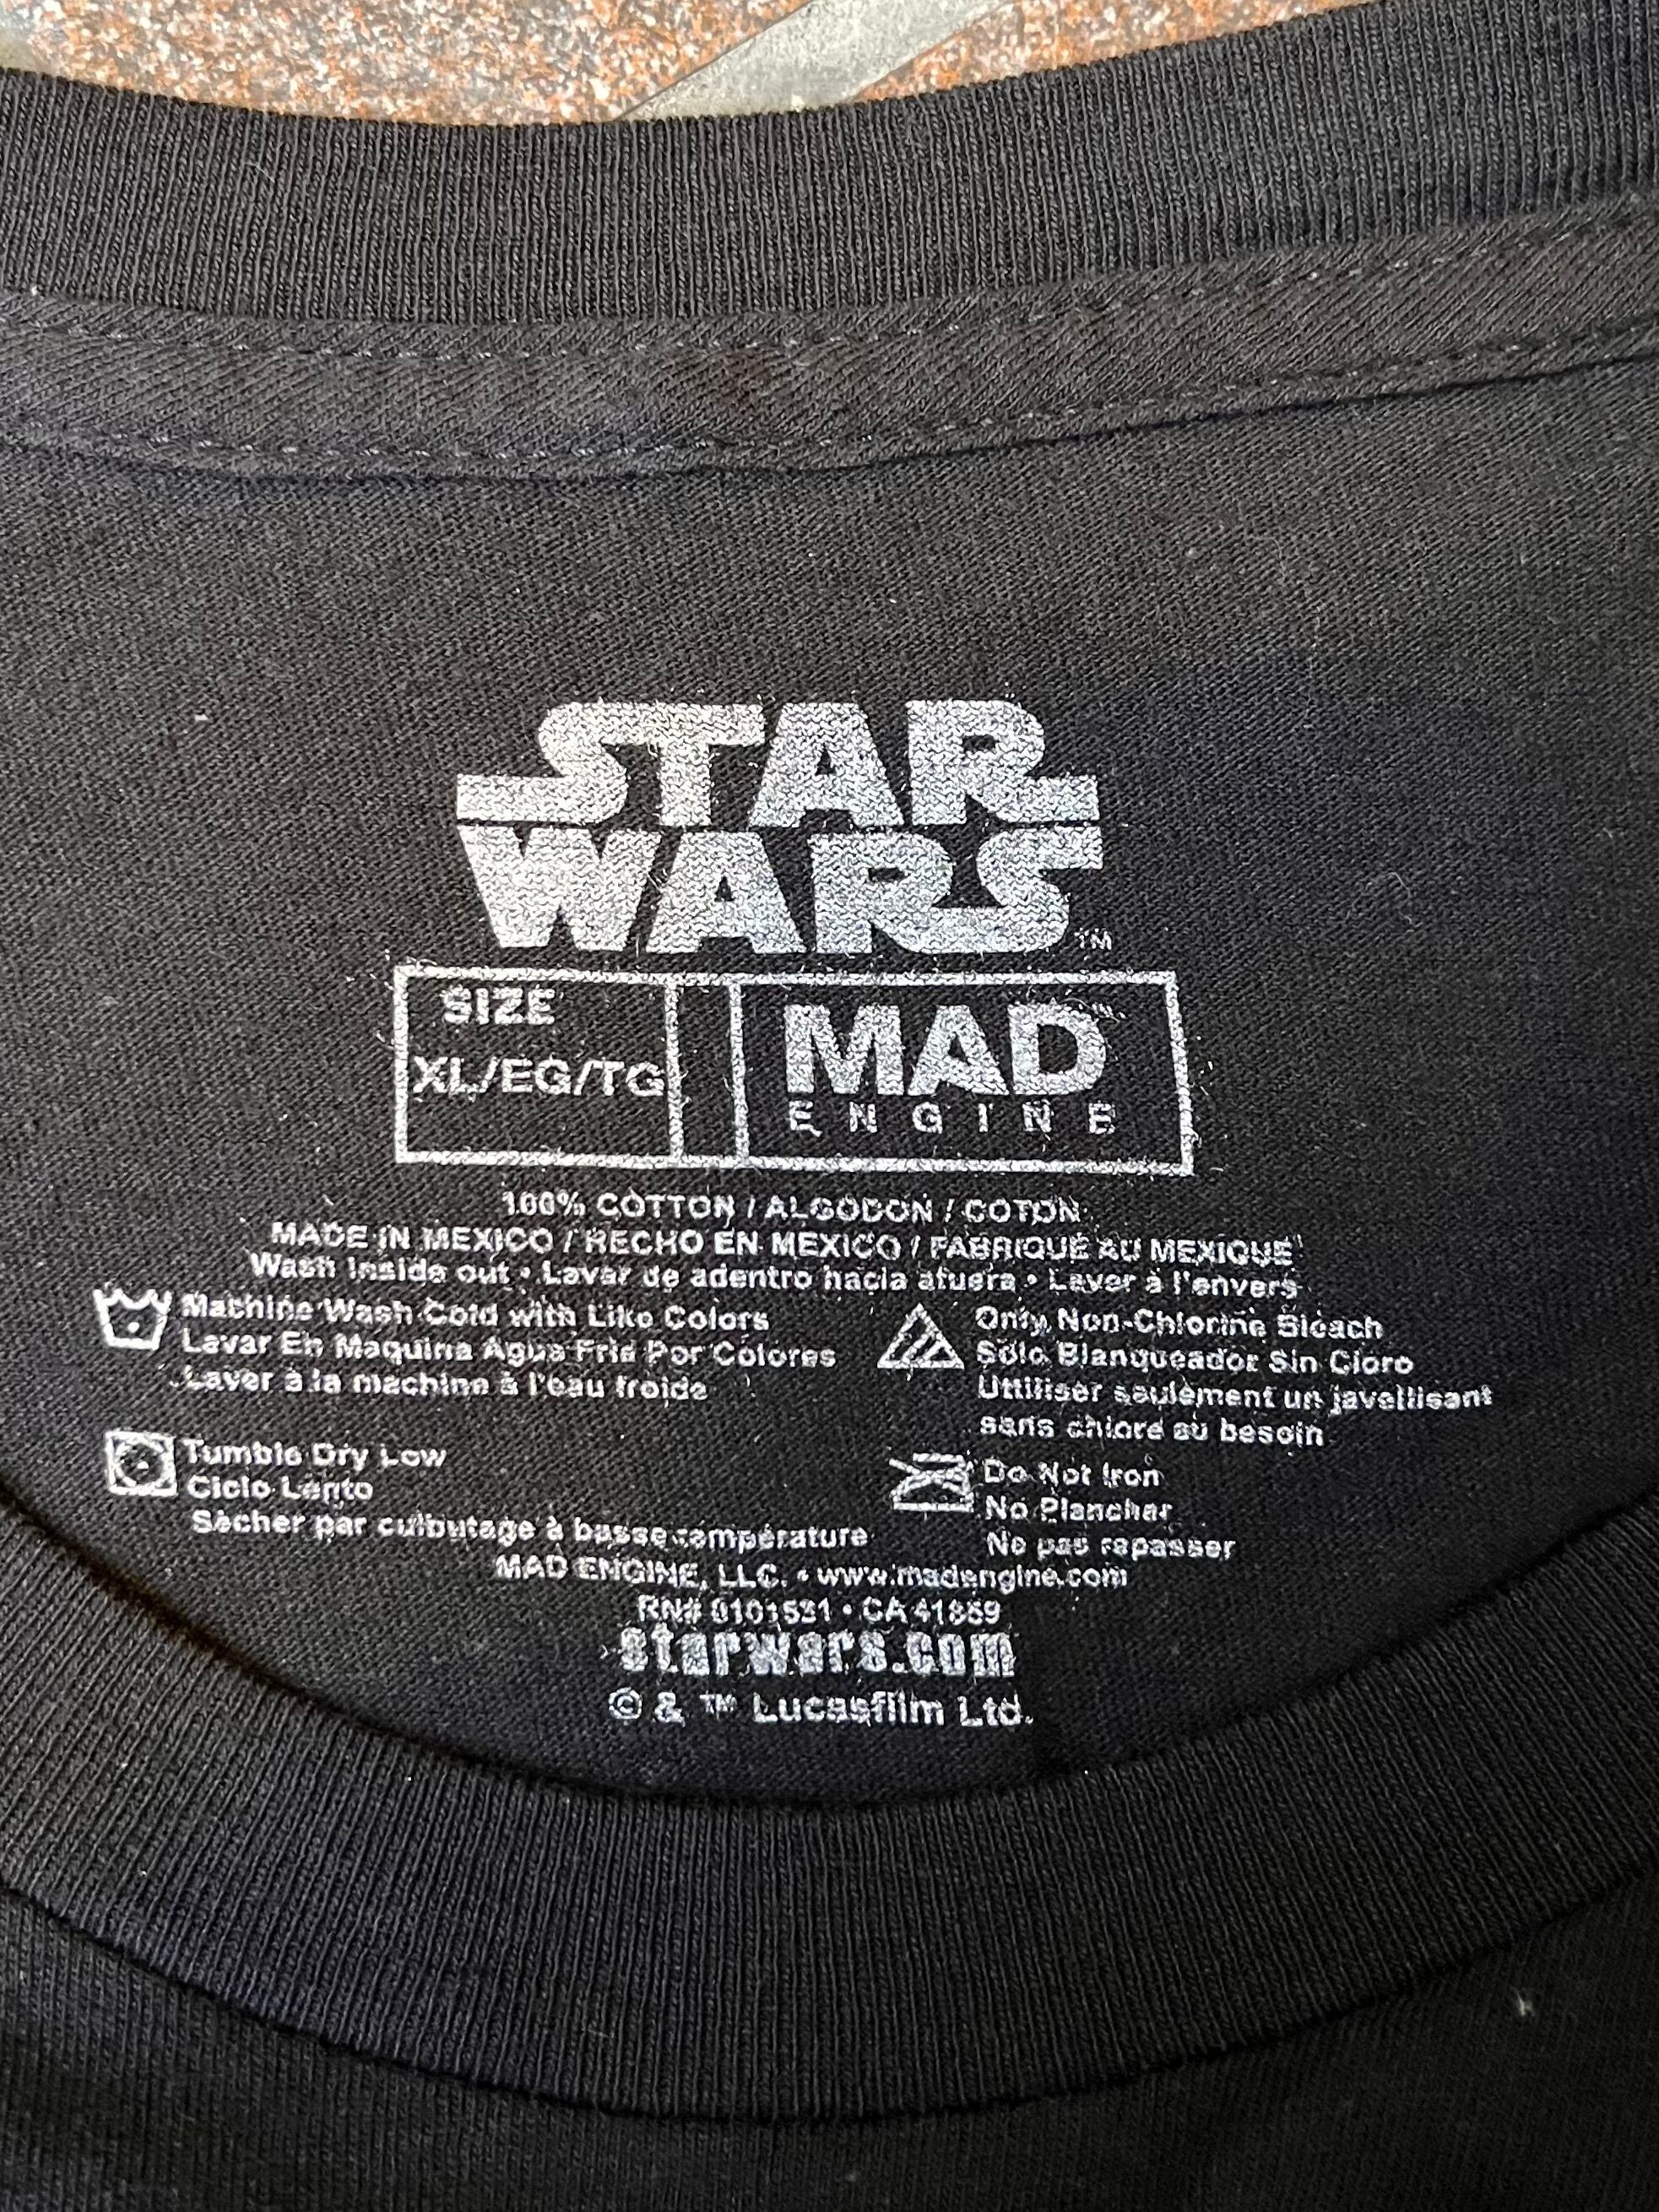 STAR
WARS
TM
SIZE
XL/EG/TG
MAD
ENGINE
100% COTTON / ALGODON / COTON
MADE IN MEXICO / HECHO EN MEXICO / FABRIQUÉ AU MEXIQUE
Wash inside out • Lavar de adentro hacia afuera • Laver à l'envers
Machine Wash Cold with Like Colors
Lavar En Maquina Agua Fria Por Colores
Laver à la machine à l'eau froide
Only Non-Chlorine Bleach
Sólo Blanqueador Sin Cloro
Uttiliser seulement un javellisant
sans chlore au besoin
Tumble Dry Low
Ciclo Lento
Sècher par culbutage à basse température
Do Not Iron
No Planchar
Ne pas repasser
MAD ENGINE, LLC. • www.madengine.com
RN# 0101531 • CA 41869
starwars.com
© & ™ Lucasfilm Ltd.